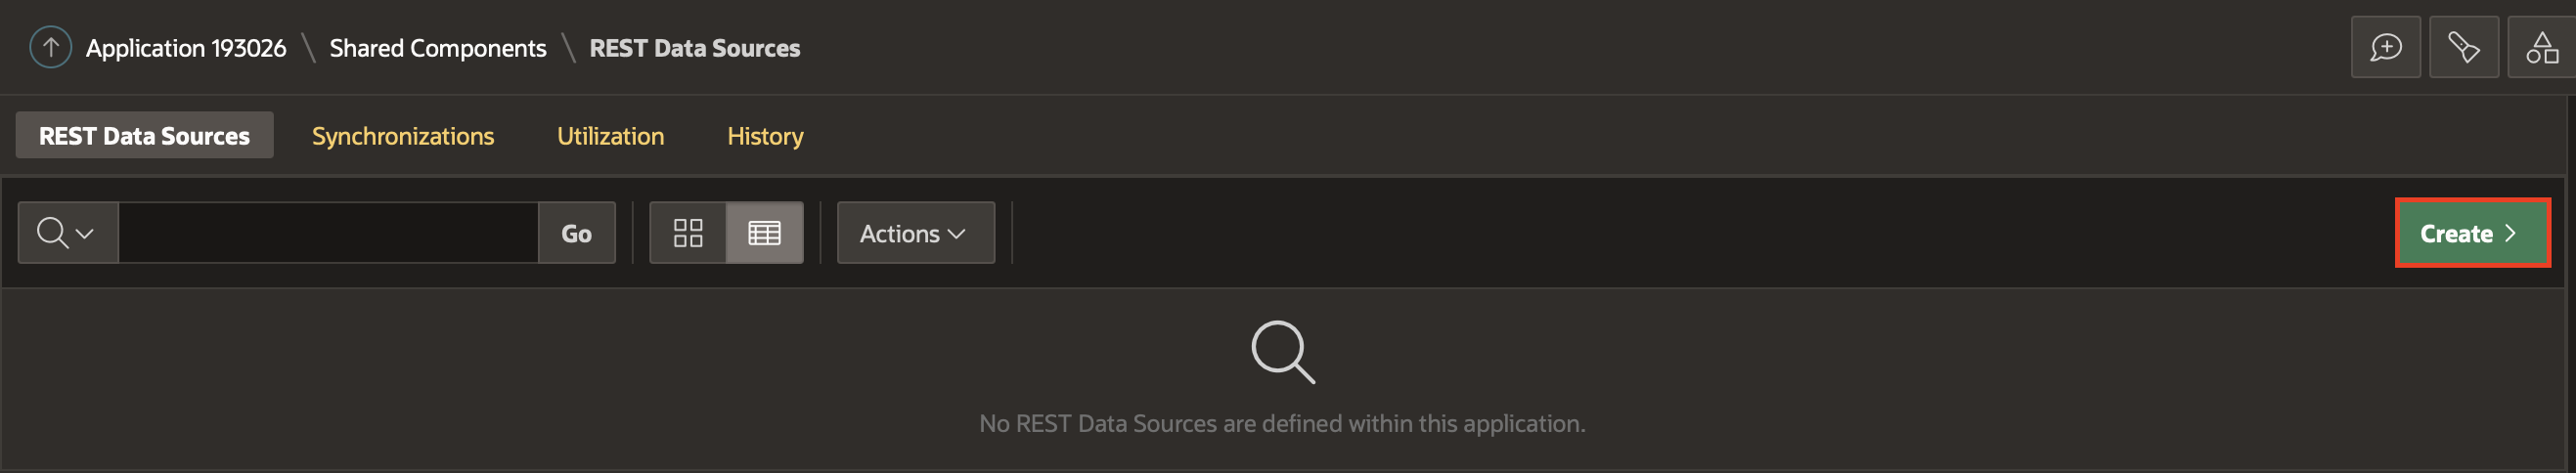 Application 193026 \ Shared Components \ REST Data Sources
REST Data Sources Synchronizations Utilization History
Go Actions Create
No REST Data Sources are defined within this application.